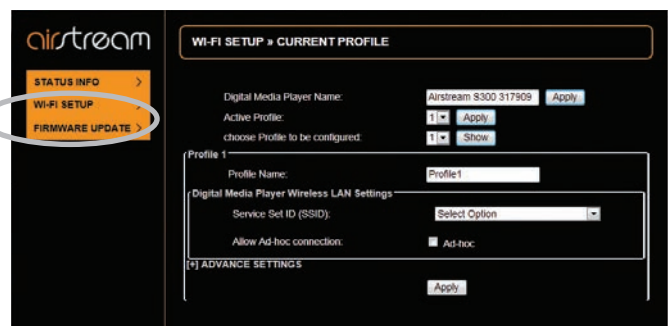 airstream
WI-FI SETUP » CURRENT PROFILE
STATUS INFO >
WI-FI SETUP >
FIRMWARE UPDATE >
Digital Media Player Name: Airstream S300 317909 Apply
Active Profile: 1 Apply
choose Profile to be configured: 1 Show
Profile 1
Profile Name: Profile1
Digital Media Player Wireless LAN Settings
Service Set ID (SSID): Select Option
Allow Ad-hoc connection: Ad-hoc
[+] ADVANCE SETTINGS
Apply